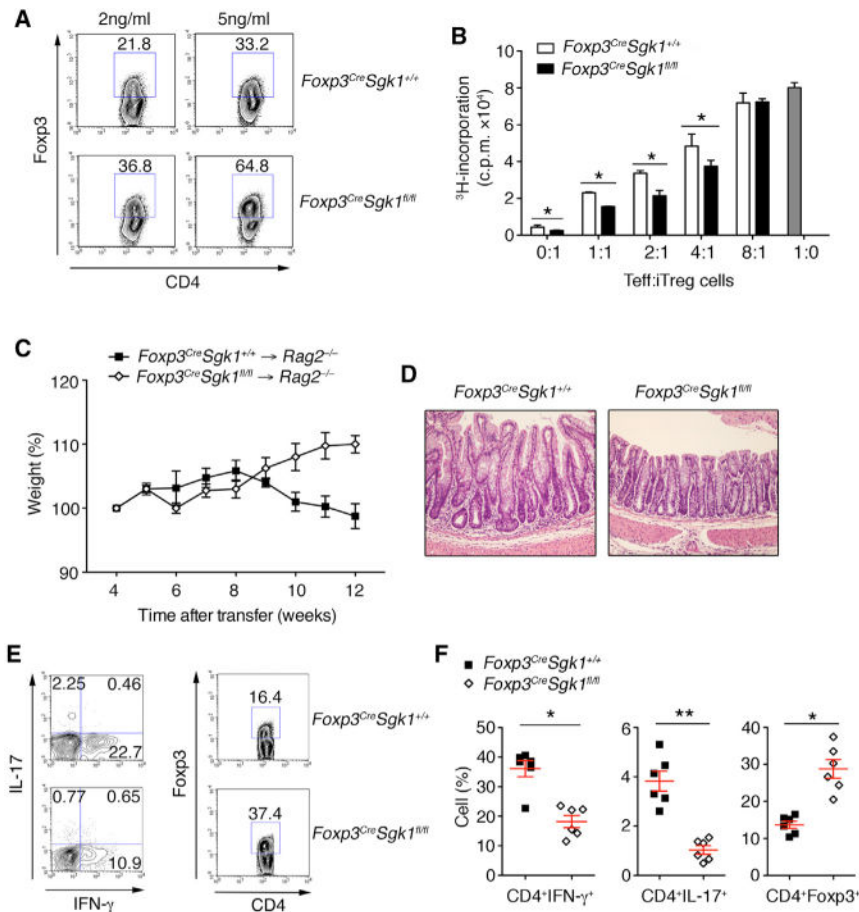 A
2ng/ml 5ng/ml
21.8 33.2
Foxp3CreSgk1+/+
36.8 64.8
Foxp3CreSgk1fl/fl
Foxp3
CD4
B
Foxp3CreSgk1+/+
Foxp3CreSgk1fl/fl
3H-incorporation
(c.p.m. ×104)
10
8
6
4
2
0
* * * *
0:1 1:1 2:1 4:1 8:1 1:0
Teff:iTreg cells
C
Foxp3CreSgk1+/+ → Rag2–/–
Foxp3CreSgk1fl/fl → Rag2–/–
Weight (%)
120
110
100
90
4 6 8 10 12
Time after transfer (weeks)
D
Foxp3CreSgk1+/+ Foxp3CreSgk1fl/fl
E
2.25 0.46
22.7
0.77 0.65
10.9
IL-17
IFN-γ
16.4
Foxp3CreSgk1+/+
37.4
Foxp3CreSgk1fl/fl
Foxp3
CD4
F
Foxp3CreSgk1+/+
Foxp3CreSgk1fl/fl
Cell (%)
50
40
30
20
10
0
*
CD4+IFN-γ+
6
4
2
0
**
CD4+IL-17+
40
30
20
10
0
*
CD4+Foxp3+